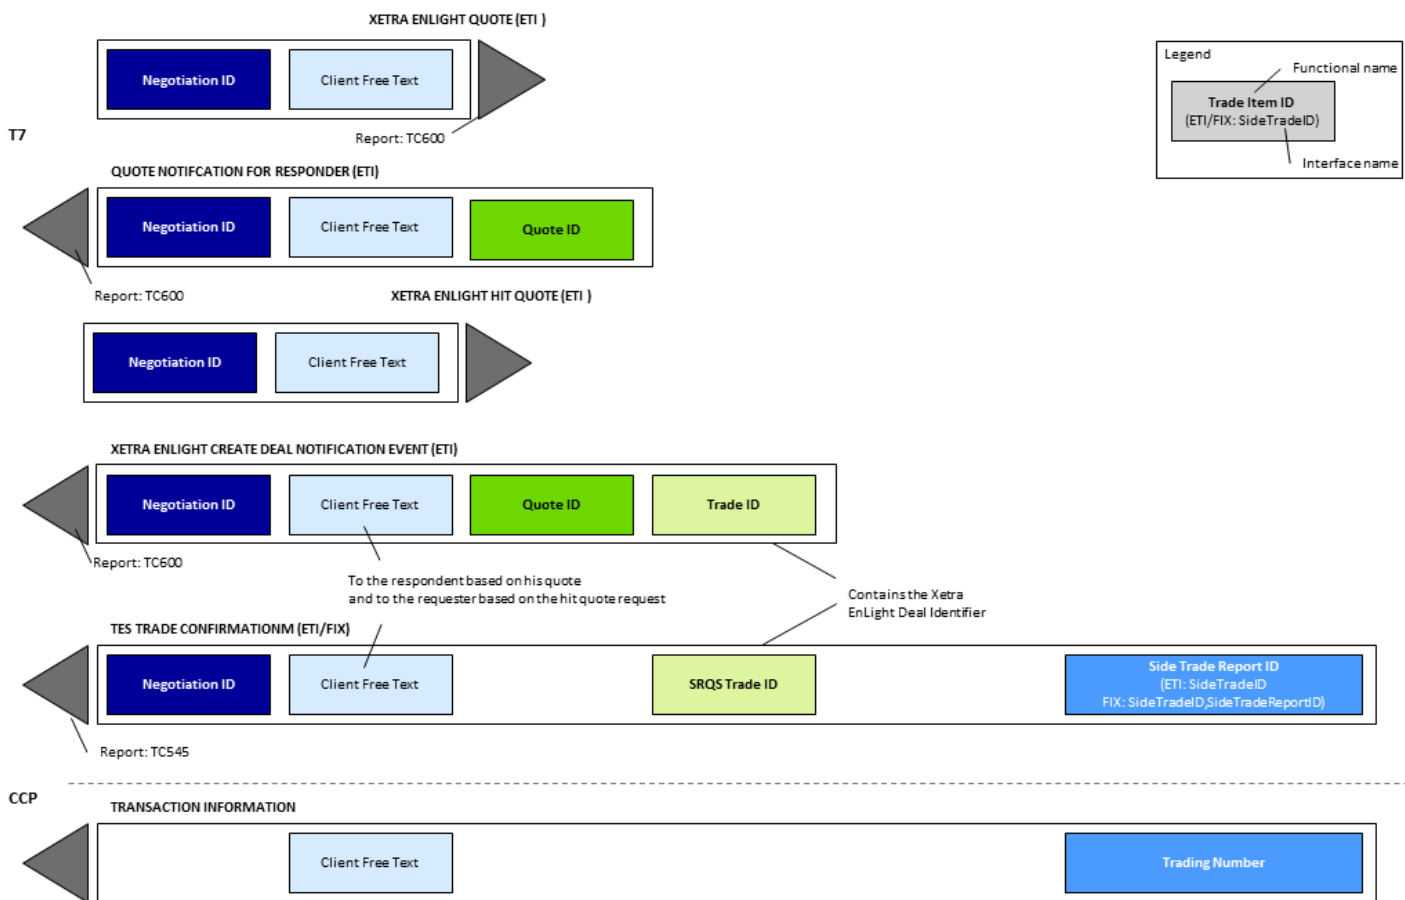 XETRA ENLIGHT QUOTE (ETI )
Negotiation ID
Client Free Text
Report: TC600
Legend
Functional name
Trade Item ID
(ETI/FIX: SideTradeID)
Interface name
T7
QUOTE NOTIFCATION FOR RESPONDER (ETI)
Negotiation ID
Client Free Text
Quote ID
Report: TC600
XETRA ENLIGHT HIT QUOTE (ETI )
Negotiation ID
Client Free Text
XETRA ENLIGHT CREATE DEAL NOTIFICATION EVENT (ETI)
Negotiation ID
Client Free Text
Quote ID
Trade ID
Report: TC600
To the respondent based on his quote
and to the requester based on the hit quote request
Contains the Xetra
EnLight Deal Identifier
TES TRADE CONFIRMATIONM (ETI/FIX)
Negotiation ID
Client Free Text
SRQS Trade ID
Side Trade Report ID
(ETI: SideTradeID
FIX: SideTradeID,SideTradeReportID)
Report: TC545
CCP
TRANSACTION INFORMATION
Client Free Text
Trading Number